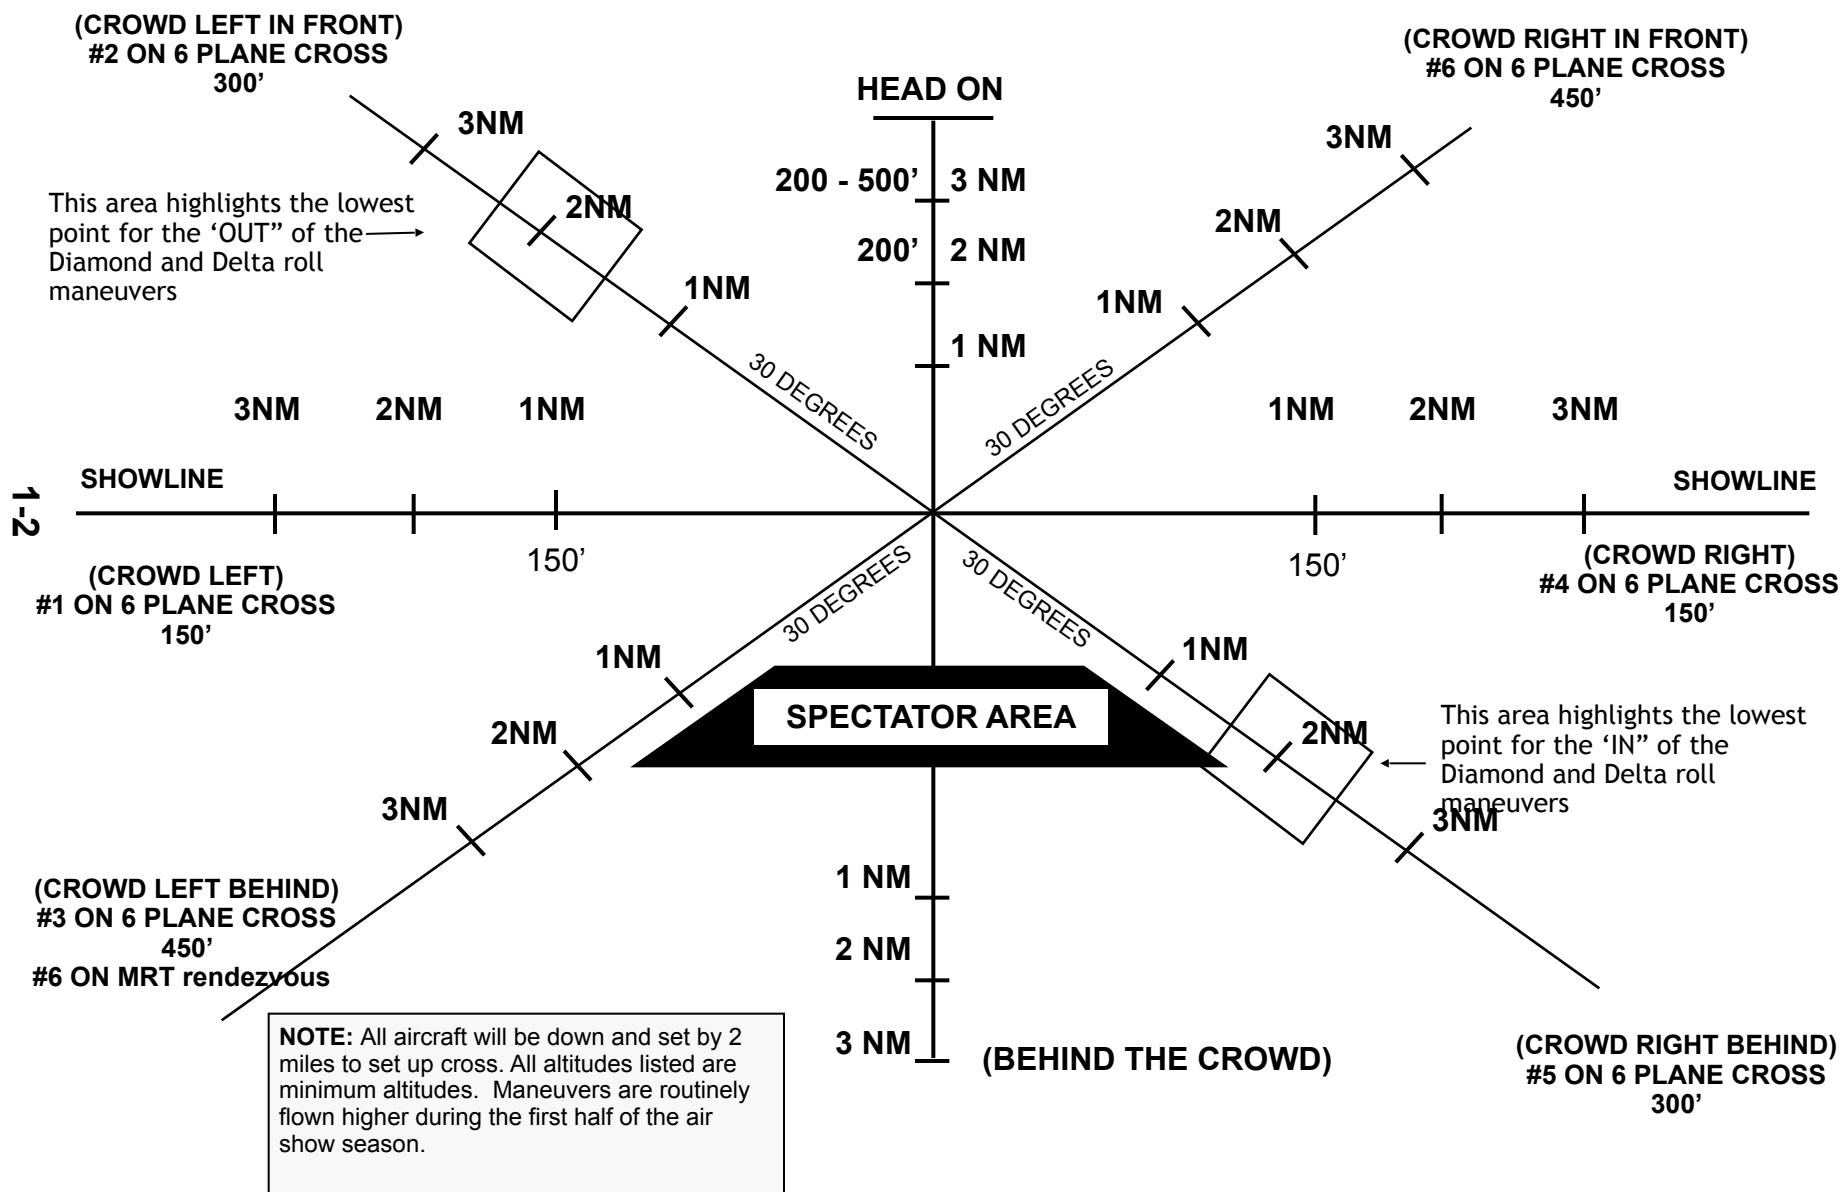 (CROWD LEFT IN FRONT)
#2 ON 6 PLANE CROSS
300’
(CROWD RIGHT IN FRONT)
#6 ON 6 PLANE CROSS
450’
HEAD ON
3NM
3NM
200 - 500’ 3 NM
This area highlights the lowest
point for the ‘OUT” of the
Diamond and Delta roll
maneuvers
2NM
2NM
200’ 2 NM
1NM
1NM
1 NM
30 DEGREES
30 DEGREES
3NM 2NM 1NM
1NM 2NM 3NM
SHOWLINE
SHOWLINE
1-2
150’
150’
(CROWD LEFT)
#1 ON 6 PLANE CROSS
150’
(CROWD RIGHT)
#4 ON 6 PLANE CROSS
150’
30 DEGREES
30 DEGREES
1NM
1NM
SPECTATOR AREA
2NM
2NM
This area highlights the lowest
point for the ‘IN” of the
Diamond and Delta roll
maneuvers
3NM
3NM
1 NM
(CROWD LEFT BEHIND)
#3 ON 6 PLANE CROSS
450’
#6 ON MRT rendezvous
2 NM
3 NM
(BEHIND THE CROWD)
NOTE: All aircraft will be down and set by 2
miles to set up cross. All altitudes listed are
minimum altitudes.  Maneuvers are routinely
flown higher during the first half of the air
show season.
(CROWD RIGHT BEHIND)
#5 ON 6 PLANE CROSS
300’